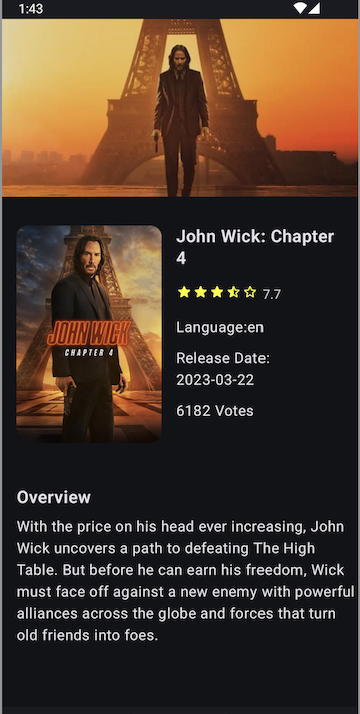 1:43
John Wick: Chapter
4
7.7
Language:en
Release Date:
2023-03-22
6182 Votes
JOHN WICK
CHAPTER 4
Overview
With the price on his head ever increasing, John
Wick uncovers a path to defeating The High
Table. But before he can earn his freedom, Wick
must face off against a new enemy with powerful
alliances across the globe and forces that turn
old friends into foes.